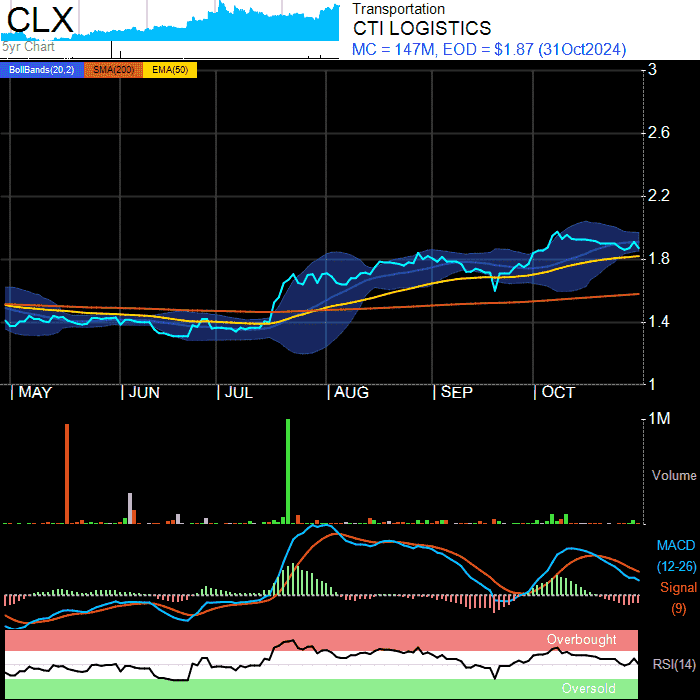 CLX
5yr Chart
Transportation
CTI LOGISTICS
MC = 147M, EOD = $1.87 (31Oct2024)
BollBands(20,2) SMA(200) EMA(50)
3
2.6
2.2
1.8
1.4
1
MAY JUN JUL AUG SEP OCT
1M
Volume
MACD
(12-26)
Signal
(9)
Overbought
RSI(14)
Oversold